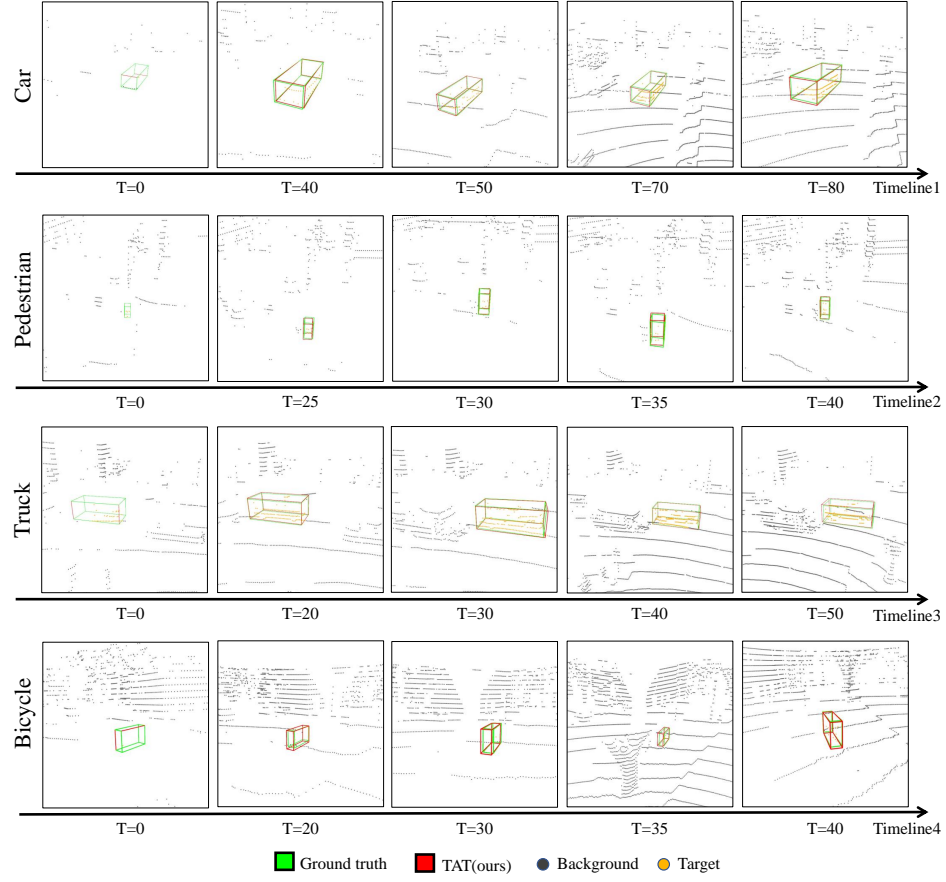 Car
T=0 T=40 T=50 T=70 T=80 Timeline1
Pedestrian
T=0 T=25 T=30 T=35 T=40 Timeline2
Truck
T=0 T=20 T=30 T=40 T=50 Timeline3
Bicycle
T=0 T=20 T=30 T=35 T=40 Timeline4
Ground truth TAT(ours) Background Target